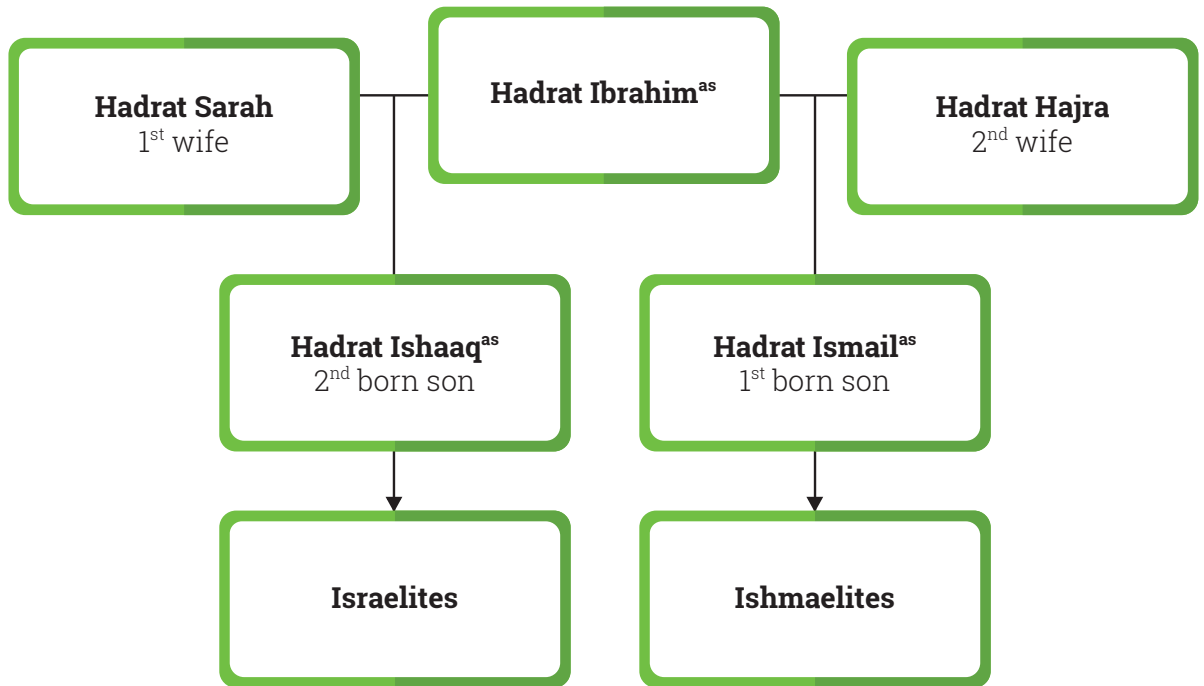 Hadrat Sarah
1st wife
Hadrat Ibrahimas
Hadrat Hajra
2nd wife
Hadrat Ishaaqas
2nd born son
Hadrat Ismailas
1st born son
Israelites
Ishmaelites